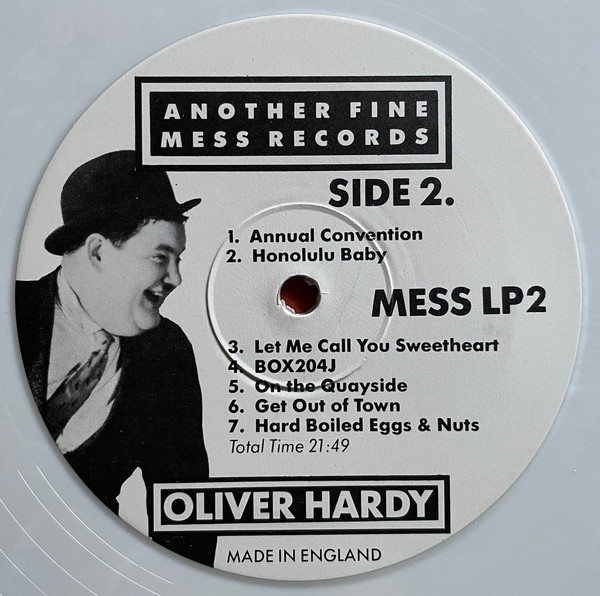 ANOTHER FINE
MESS RECORDS
SIDE 2.
1. Annual Convention
2. Honolulu Baby
MESS LP2
3. Let Me Call You Sweetheart
4. BOX204J
5. On the Quayside
6. Get Out of Town
7. Hard Boiled Eggs & Nuts
Total Time 21:49
OLIVER HARDY
MADE IN ENGLAND